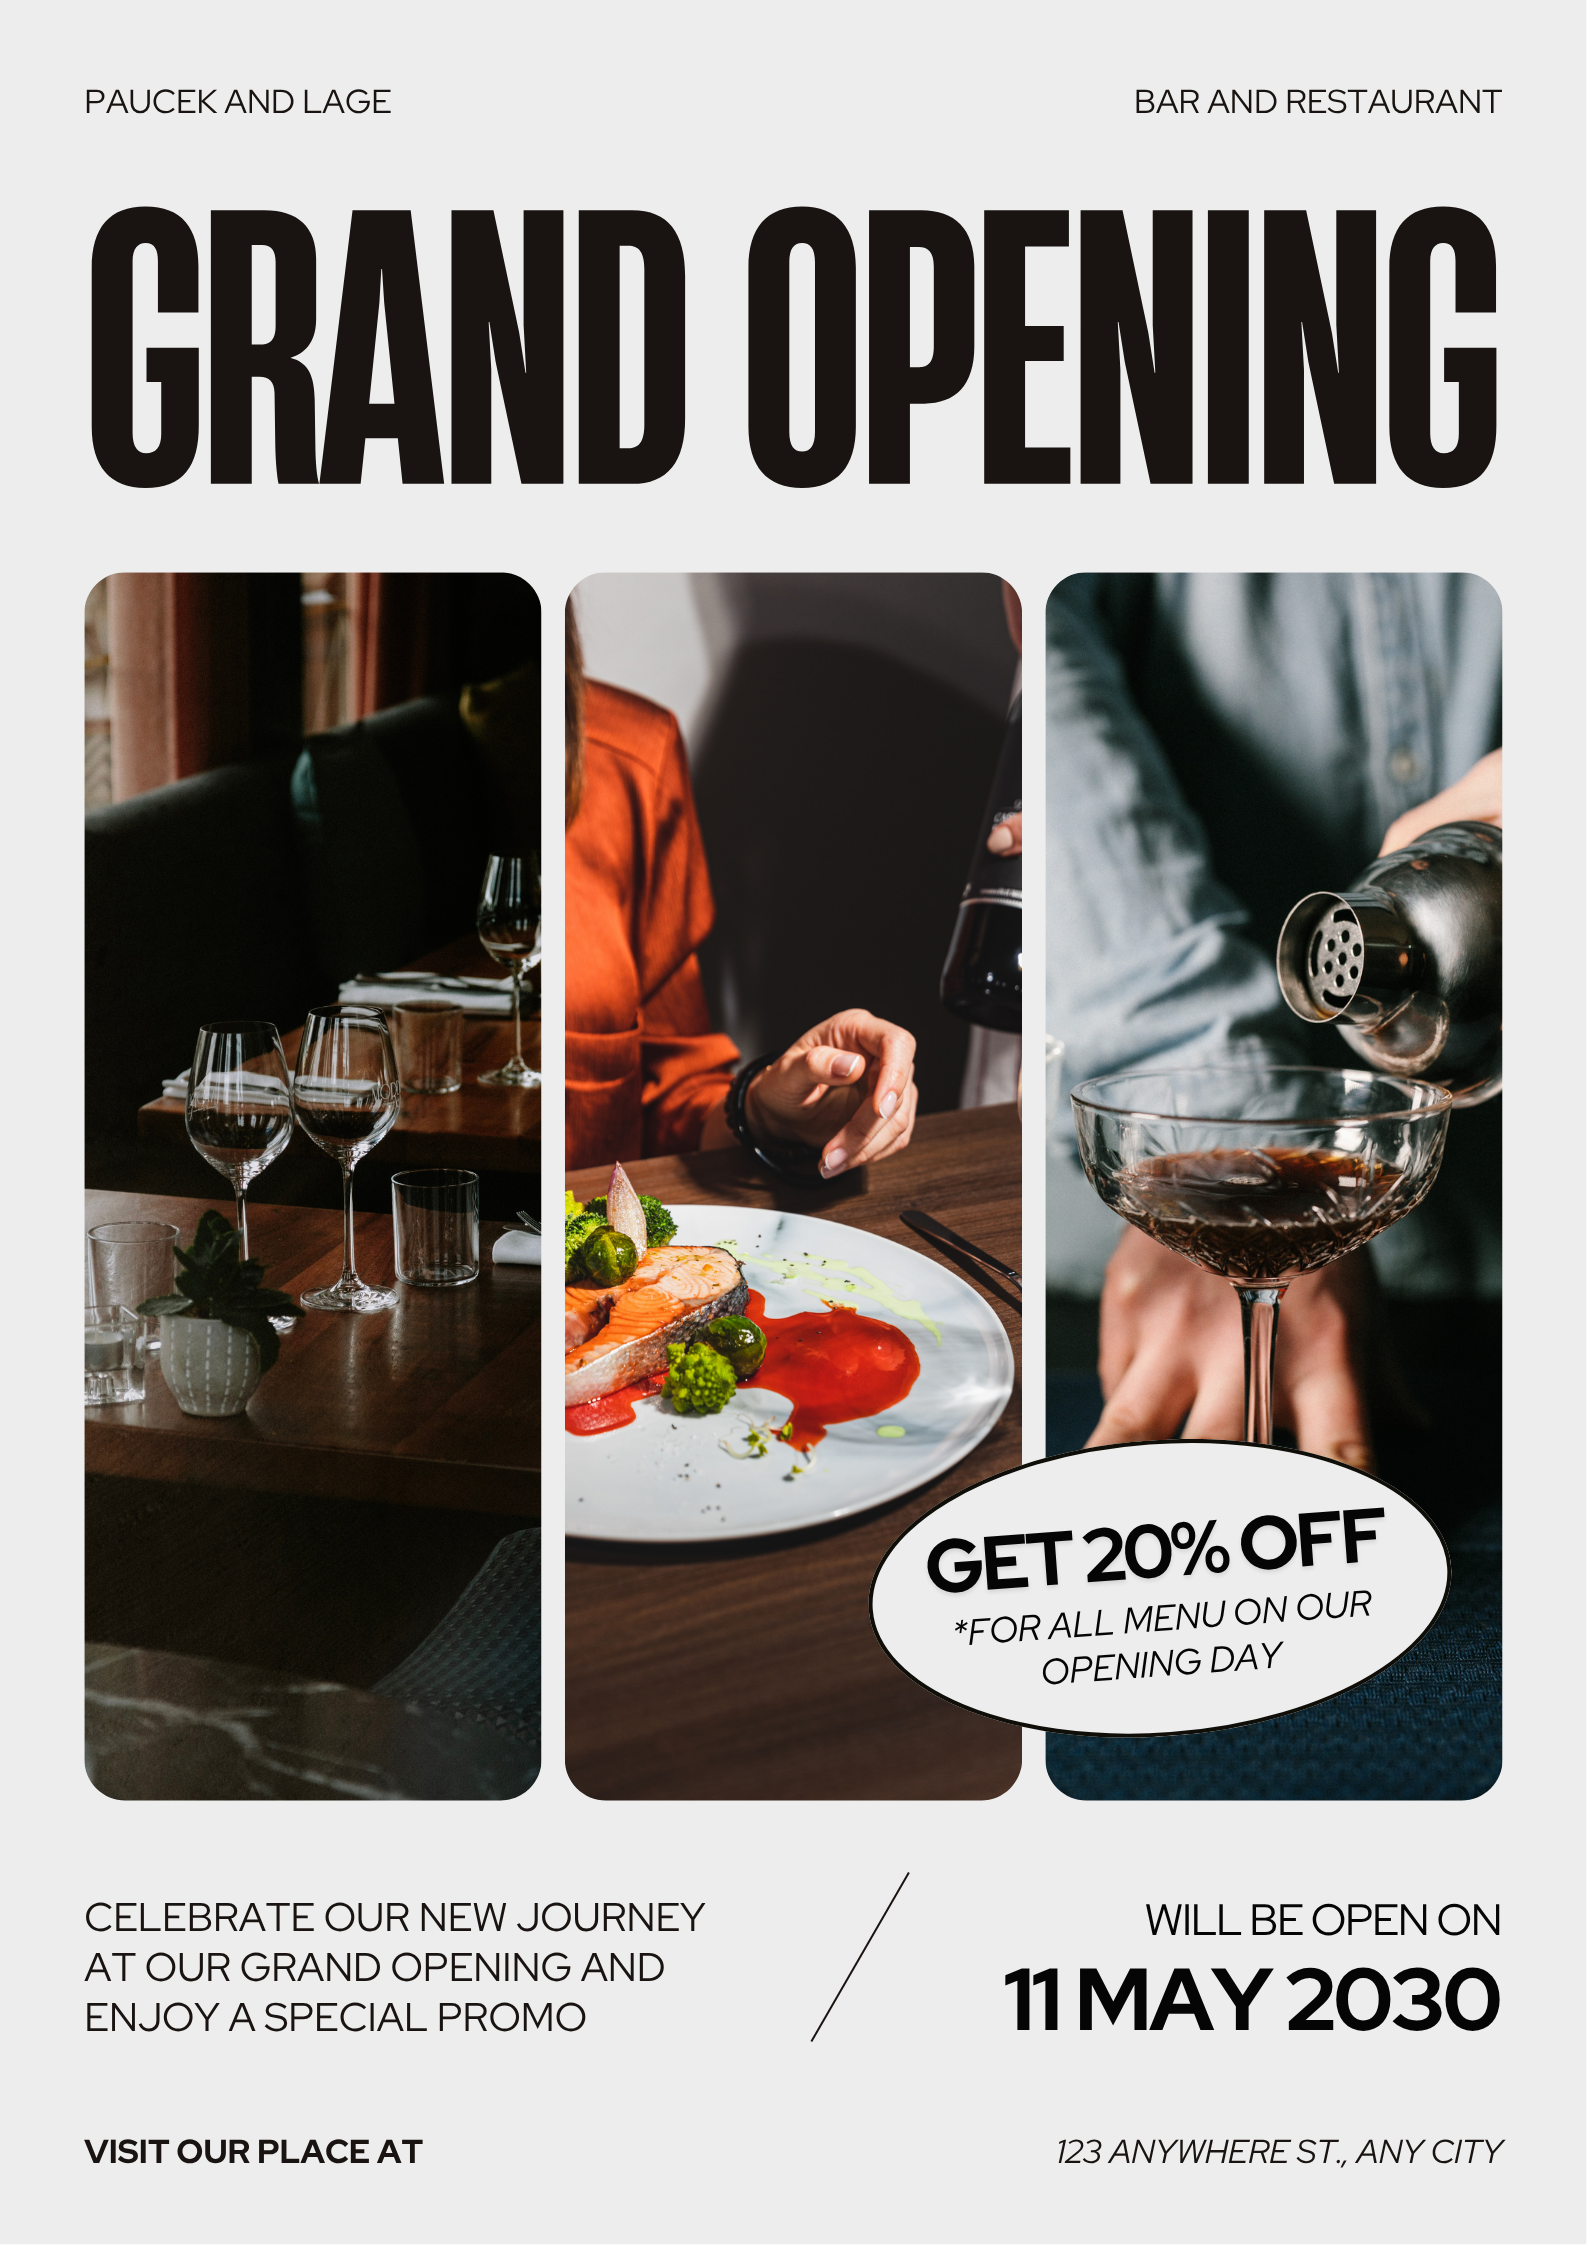 PAUCEK AND LAGE
BAR AND RESTAURANT
GRAND OPENING
GET 20% OFF
*FOR ALL MENU ON OUR
OPENING DAY
CELEBRATE OUR NEW JOURNEY
AT OUR GRAND OPENING AND
ENJOY A SPECIAL PROMO
WILL BE OPEN ON
11 MAY 2030
VISIT OUR PLACE AT
123 ANYWHERE ST., ANY CITY